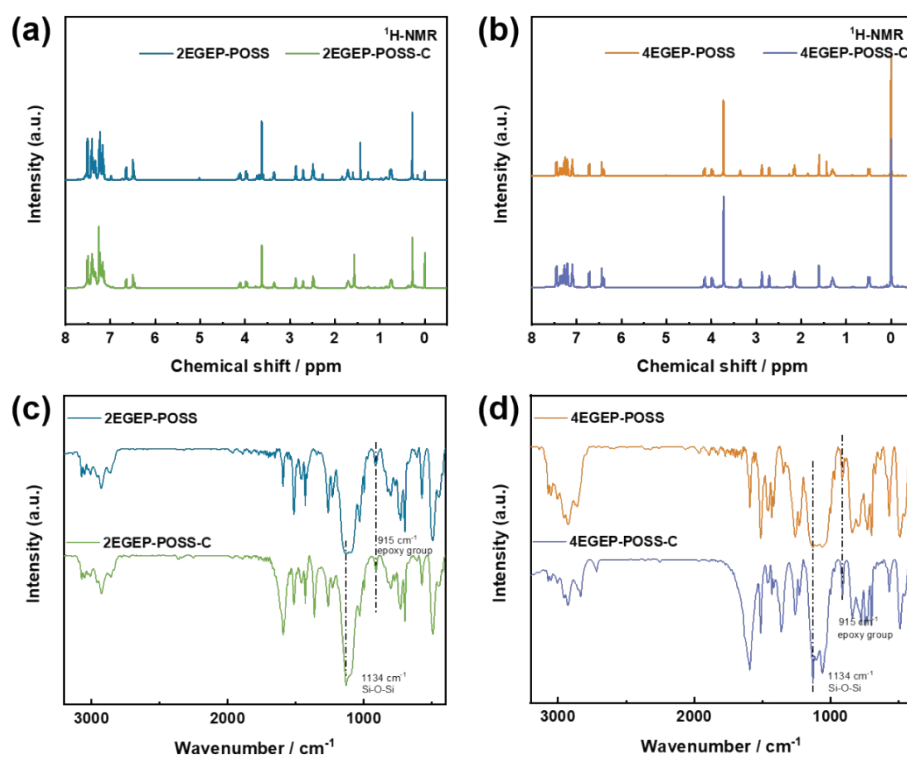 (a)
¹H-NMR
2EGEP-POSS 2EGEP-POSS-C
Intensity (a.u.)
8 7 6 5 4 3 2 1 0
Chemical shift / ppm
(b)
¹H-NMR
4EGEP-POSS 4EGEP-POSS-C
Intensity (a.u.)
8 7 6 5 4 3 2 1 0
Chemical shift / ppm
(c)
2EGEP-POSS
915 cm⁻¹
epoxy group
2EGEP-POSS-C
1134 cm⁻¹
Si-O-Si
Intensity (a.u.)
3000 2000 1000
Wavenumber / cm⁻¹
(d)
4EGEP-POSS
4EGEP-POSS-C
915 cm⁻¹
epoxy group
1134 cm⁻¹
Si-O-Si
Intensity (a.u.)
3000 2000 1000
Wavenumber / cm⁻¹